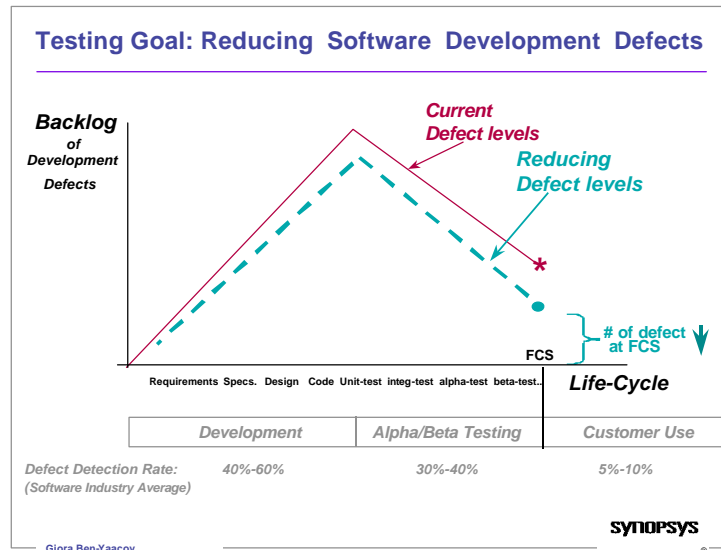 Testing Goal: Reducing Software Development Defects
Backlog
of
Development
Defects
Current
Defect levels
Reducing
Defect levels
*
# of defect
at FCS
FCS
Requirements Specs. Design Code Unit-test integ-test alpha-test beta-test..
Life-Cycle
Development Alpha/Beta Testing Customer Use
Defect Detection Rate: 40%-60% 30%-40% 5%-10%
(Software Industry Average)
SYNOPSYS
Giora Ben-Yaacov